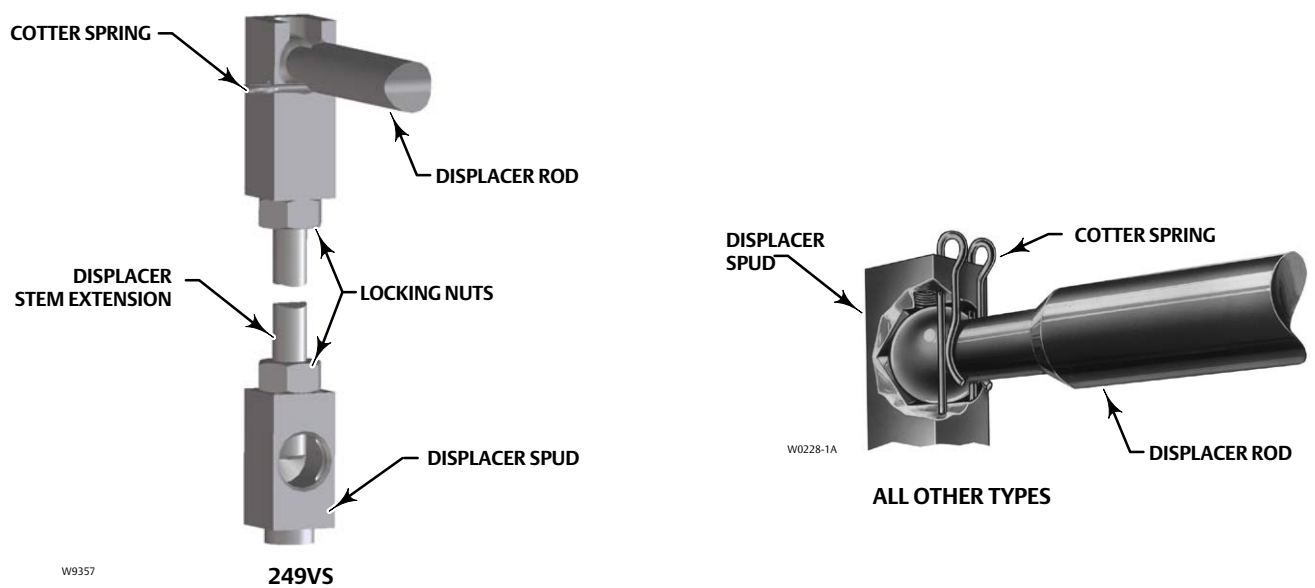 COTTER SPRING
DISPLACER ROD
DISPLACER
STEM EXTENSION
LOCKING NUTS
DISPLACER SPUD
W9357
249VS
DISPLACER
SPUD
COTTER SPRING
W0228-1A
DISPLACER ROD
ALL OTHER TYPES